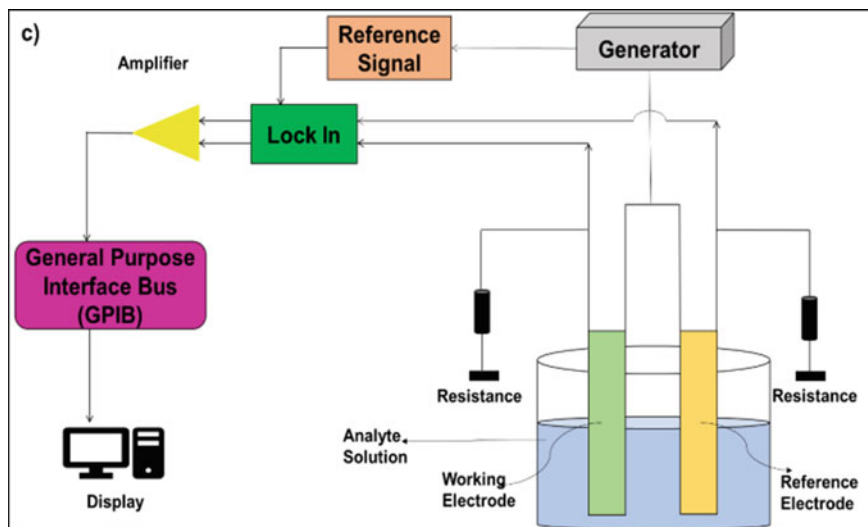 c)
Reference
Signal
Generator
Amplifier
Lock In
General Purpose
Interface Bus
(GPIB)
Resistance
Resistance
Analyte
Solution
Working
Electrode
Reference
Electrode
Display